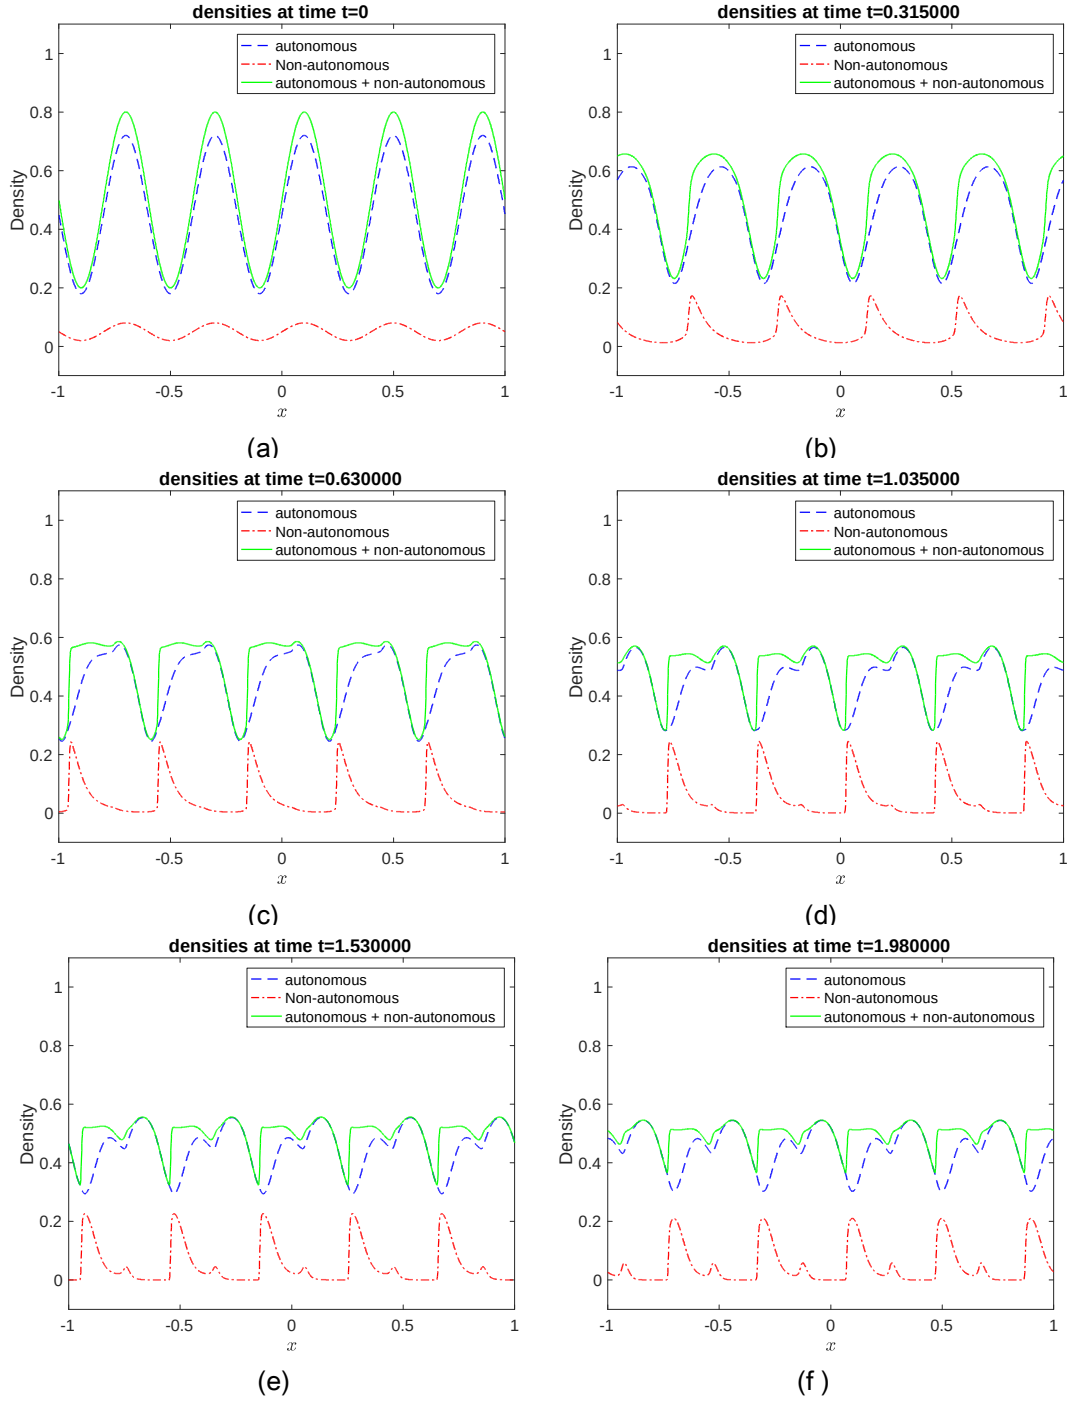 densities at time t=0
autonomous
Non-autonomous
autonomous + non-autonomous
1
0.8
0.6
0.4
0.2
0
Density
-1 -0.5 0 0.5 1
x
(a)
densities at time t=0.315000
autonomous
Non-autonomous
autonomous + non-autonomous
1
0.8
0.6
0.4
0.2
0
Density
-1 -0.5 0 0.5 1
x
(b)
densities at time t=0.630000
autonomous
Non-autonomous
autonomous + non-autonomous
1
0.8
0.6
0.4
0.2
0
Density
-1 -0.5 0 0.5 1
x
(c)
densities at time t=1.035000
autonomous
Non-autonomous
autonomous + non-autonomous
1
0.8
0.6
0.4
0.2
0
Density
-1 -0.5 0 0.5 1
x
(d)
densities at time t=1.530000
autonomous
Non-autonomous
autonomous + non-autonomous
1
0.8
0.6
0.4
0.2
0
Density
-1 -0.5 0 0.5 1
x
(e)
densities at time t=1.980000
autonomous
Non-autonomous
autonomous + non-autonomous
1
0.8
0.6
0.4
0.2
0
Density
-1 -0.5 0 0.5 1
x
(f )